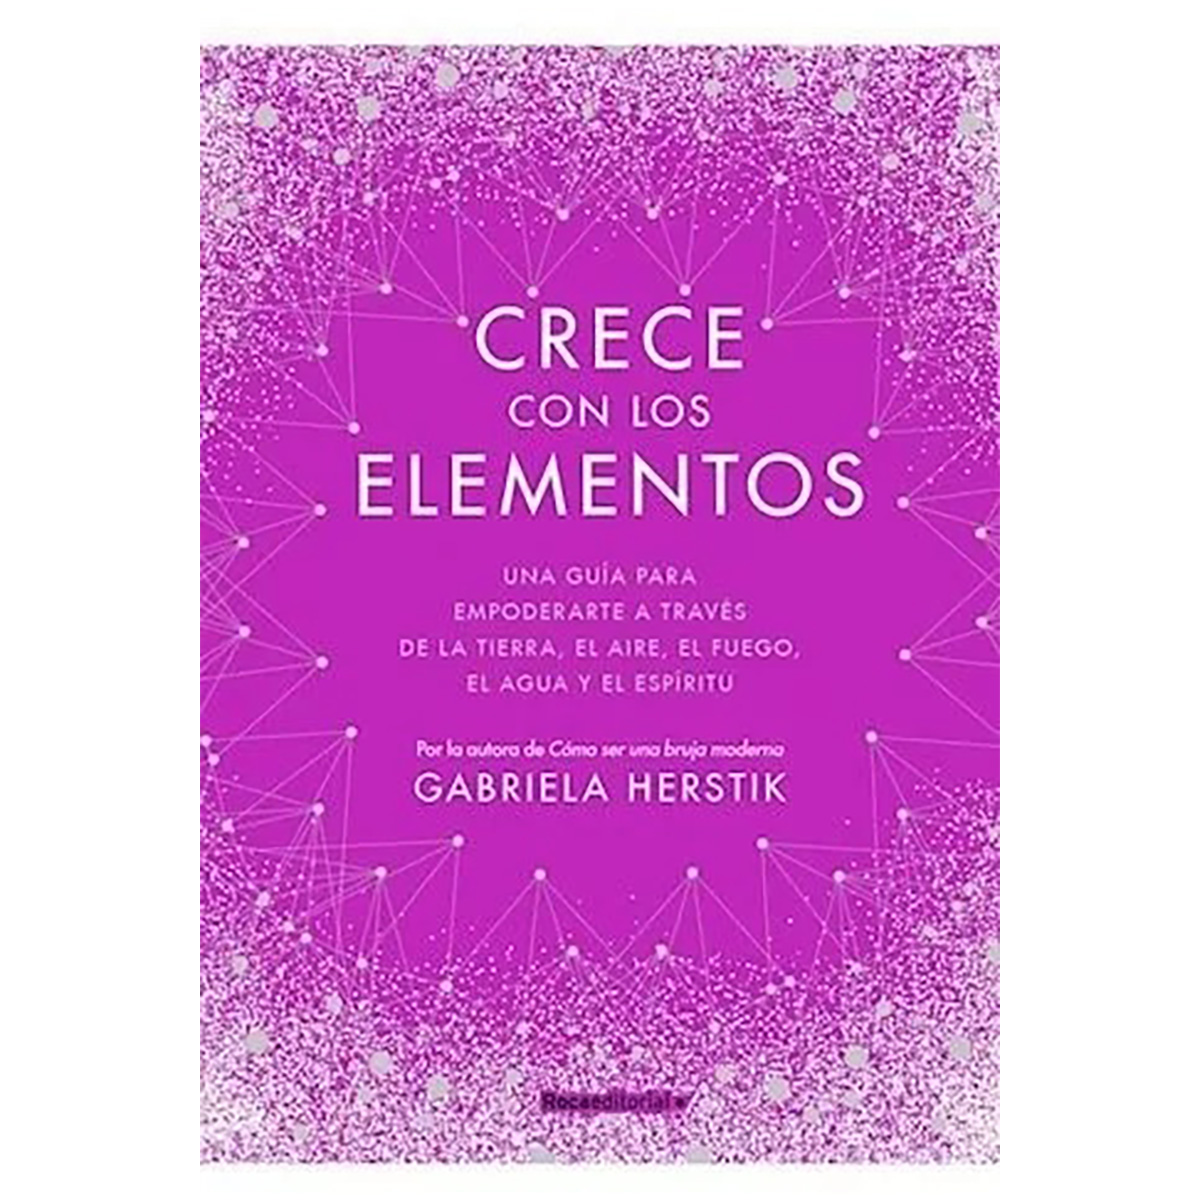 CRECE
CON LOS
ELEMENTOS
UNA GUÍA PARA
EMPODERARTE A TRAVÉS
DE LA TIERRA, EL AIRE, EL FUEGO,
EL AGUA Y EL ESPÍRITU
Por la autora de Cómo ser una bruja moderna
GABRIELA HERSTIK
Rocaeditorial